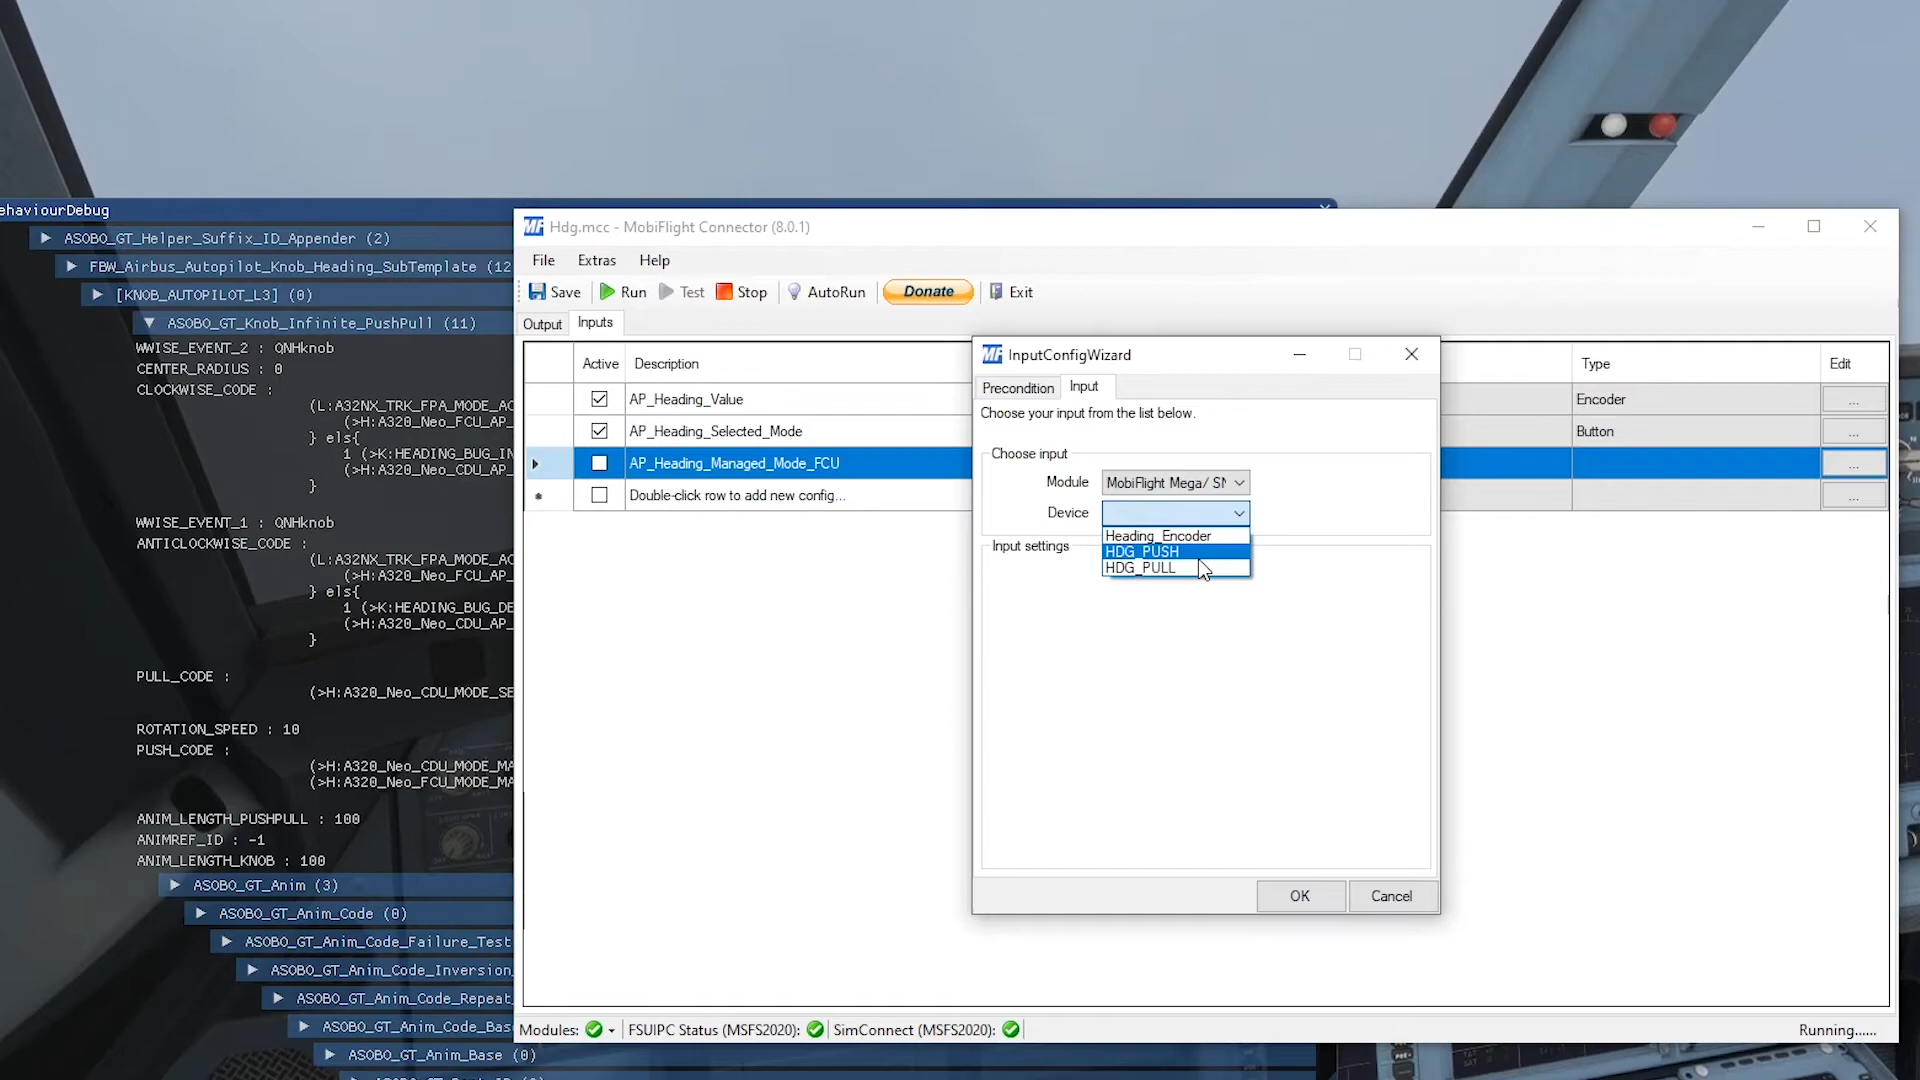 ehaviourDebug
ASOBO_GT_Helper_Suffix_ID_Appender (2)
FBW_Airbus_Autopilot_Knob_Heading_SubTemplate (12
[KNOB_AUTOPILOT_L3] (0)
ASOBO_GT_Knob_Infinite_PushPull (11)
WWISE_EVENT_2 : QNHknob
CENTER_RADIUS : 0
CLOCKWISE_CODE :
(L:A32NX_TRK_FPA_MODE_AC
(>H:A320_Neo_FCU_AP_
} els{
1 (>K:HEADING_BUG_IN
(>H:A320_Neo_CDU_AP_
}
WWISE_EVENT_1 : QNHknob
ANTICLOCKWISE_CODE :
(L:A32NX_TRK_FPA_MODE_AC
(>H:A320_Neo_FCU_AP_
} els{
1 (>K:HEADING_BUG_DE
(>H:A320_Neo_CDU_AP_
}
PULL_CODE :
(>H:A320_Neo_CDU_MODE_SE
ROTATION_SPEED : 10
PUSH_CODE :
(>H:A320_Neo_CDU_MODE_MA
(>H:A320_Neo_FCU_MODE_MA
ANIM_LENGTH_PUSHPULL : 100
ANIMREF_ID : -1
ANIM_LENGTH_KNOB : 100
ASOBO_GT_Anim (3)
ASOBO_GT_Anim_Code (0)
ASOBO_GT_Anim_Code_Failure_Test
ASOBO_GT_Anim_Code_Inversion_
ASOBO_GT_Anim_Code_Repeat_
ASOBO_GT_Anim_Code_Bas
ASOBO_GT_Anim_Base (0)
MF Hdg.mcc - MobiFlight Connector (8.0.1)
File Extras Help
Save Run Test Stop AutoRun Donate Exit
Output Inputs
Active Description Type Edit
AP_Heading_Value Encoder ...
AP_Heading_Selected_Mode Button ...
AP_Heading_Managed_Mode_FCU ...
Double-click row to add new config... ...
MF InputConfigWizard
Precondition Input
Choose your input from the list below.
Choose input
Module MobiFlight Mega/ SN
Device
Heading_Encoder
HDG_PUSH
HDG_PULL
Input settings
OK Cancel
Modules: FSUIPC Status (MSFS2020): SimConnect (MSFS2020): Running......